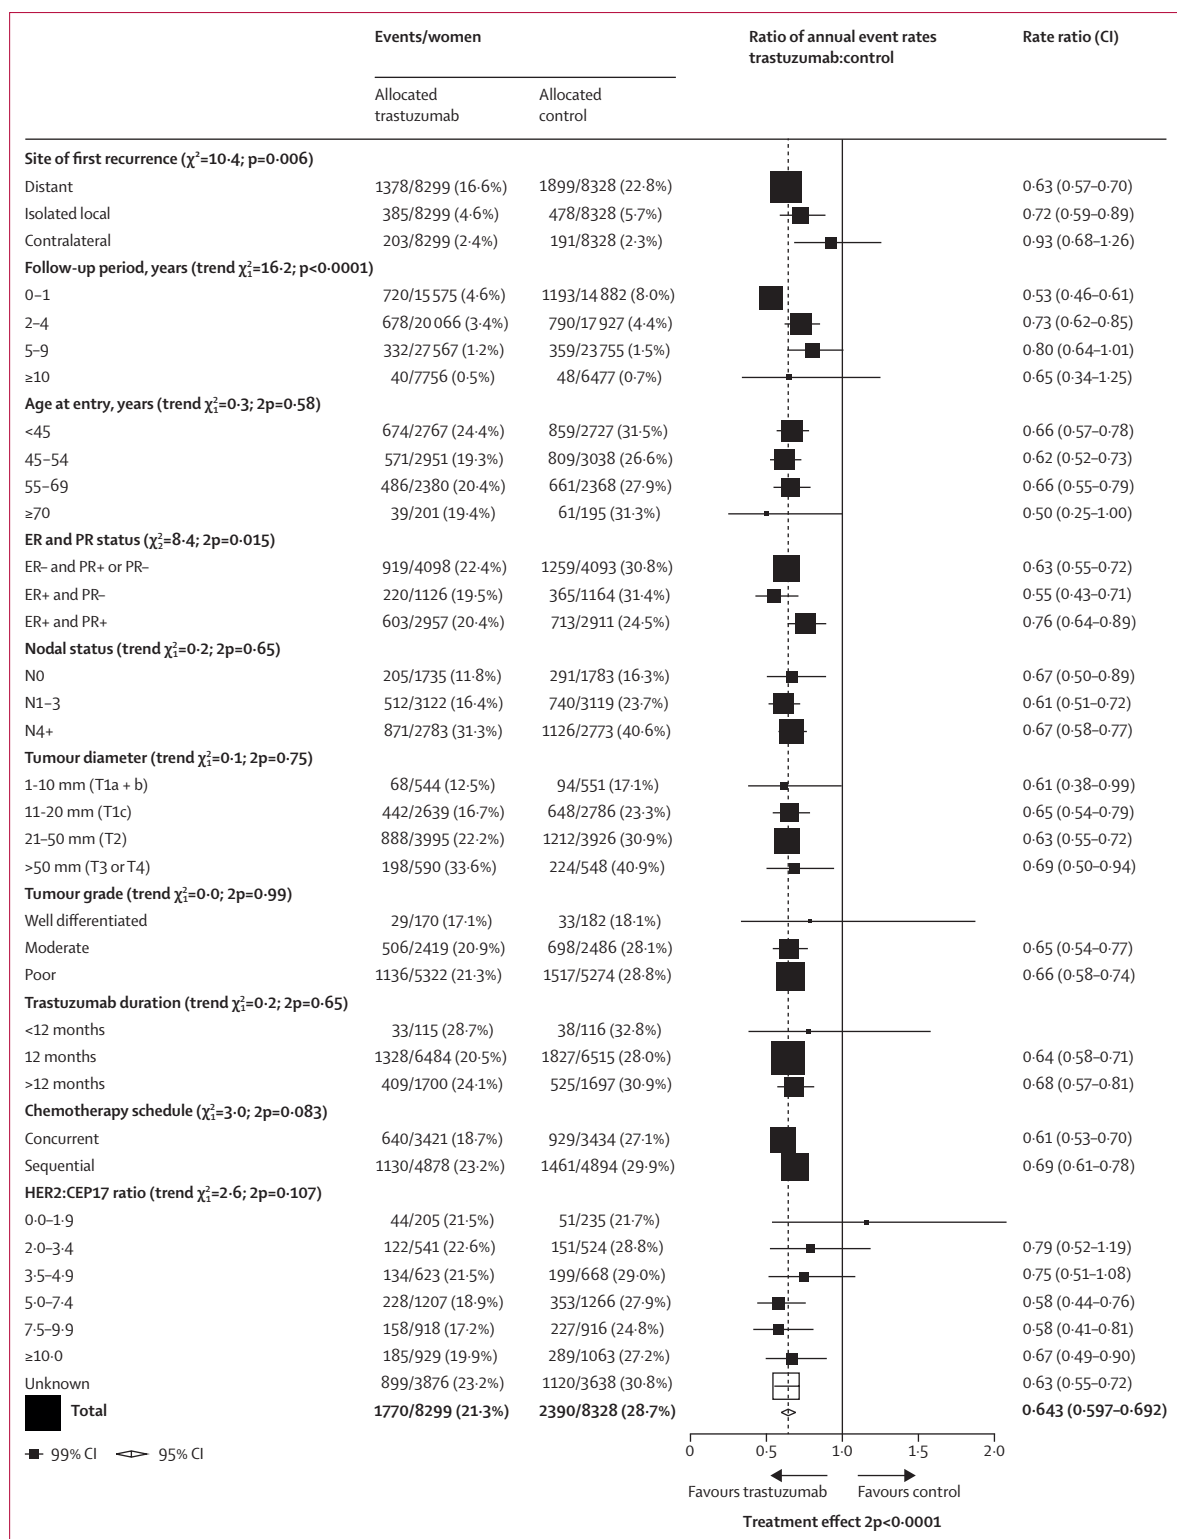 Events/women Ratio of annual event rates Rate ratio (CI)
trastuzumab:control
Allocated Allocated
trastuzumab control
Site of first recurrence (χ²=10·4; p=0·006)
Distant 1378/8299 (16·6%) 1899/8328 (22·8%) 0·63 (0·57–0·70)
Isolated local 385/8299 (4·6%) 478/8328 (5·7%) 0·72 (0·59–0·89)
Contralateral 203/8299 (2·4%) 191/8328 (2·3%) 0·93 (0·68–1·26)
Follow-up period, years (trend χ²₁=16·2; p<0·0001)
0–1 720/15 575 (4·6%) 1193/14 882 (8·0%) 0·53 (0·46–0·61)
2–4 678/20 066 (3·4%) 790/17 927 (4·4%) 0·73 (0·62–0·85)
5–9 332/27 567 (1·2%) 359/23 755 (1·5%) 0·80 (0·64–1·01)
≥10 40/7756 (0·5%) 48/6477 (0·7%) 0·65 (0·34–1·25)
Age at entry, years (trend χ²₁=0·3; 2p=0·58)
<45 674/2767 (24·4%) 859/2727 (31·5%) 0·66 (0·57–0·78)
45–54 571/2951 (19·3%) 809/3038 (26·6%) 0·62 (0·52–0·73)
55–69 486/2380 (20·4%) 661/2368 (27·9%) 0·66 (0·55–0·79)
≥70 39/201 (19·4%) 61/195 (31·3%) 0·50 (0·25–1·00)
ER and PR status (χ²₂=8·4; 2p=0·015)
ER– and PR+ or PR– 919/4098 (22·4%) 1259/4093 (30·8%) 0·63 (0·55–0·72)
ER+ and PR– 220/1126 (19·5%) 365/1164 (31·4%) 0·55 (0·43–0·71)
ER+ and PR+ 603/2957 (20·4%) 713/2911 (24·5%) 0·76 (0·64–0·89)
Nodal status (trend χ²₁=0·2; 2p=0·65)
N0 205/1735 (11·8%) 291/1783 (16·3%) 0·67 (0·50–0·89)
N1–3 512/3122 (16·4%) 740/3119 (23·7%) 0·61 (0·51–0·72)
N4+ 871/2783 (31·3%) 1126/2773 (40·6%) 0·67 (0·58–0·77)
Tumour diameter (trend χ²₁=0·1; 2p=0·75)
1-10 mm (T1a + b) 68/544 (12·5%) 94/551 (17·1%) 0·61 (0·38–0·99)
11-20 mm (T1c) 442/2639 (16·7%) 648/2786 (23·3%) 0·65 (0·54–0·79)
21–50 mm (T2) 888/3995 (22·2%) 1212/3926 (30·9%) 0·63 (0·55–0·72)
>50 mm (T3 or T4) 198/590 (33·6%) 224/548 (40·9%) 0·69 (0·50–0·94)
Tumour grade (trend χ²₁=0·0; 2p=0·99)
Well differentiated 29/170 (17·1%) 33/182 (18·1%)
Moderate 506/2419 (20·9%) 698/2486 (28·1%) 0·65 (0·54–0·77)
Poor 1136/5322 (21·3%) 1517/5274 (28·8%) 0·66 (0·58–0·74)
Trastuzumab duration (trend χ²₁=0·2; 2p=0·65)
<12 months 33/115 (28·7%) 38/116 (32·8%)
12 months 1328/6484 (20·5%) 1827/6515 (28·0%) 0·64 (0·58–0·71)
>12 months 409/1700 (24·1%) 525/1697 (30·9%) 0·68 (0·57–0·81)
Chemotherapy schedule (χ²₁=3·0; 2p=0·083)
Concurrent 640/3421 (18·7%) 929/3434 (27·1%) 0·61 (0·53–0·70)
Sequential 1130/4878 (23·2%) 1461/4894 (29·9%) 0·69 (0·61–0·78)
HER2:CEP17 ratio (trend χ²₁=2·6; 2p=0·107)
0·0–1·9 44/205 (21·5%) 51/235 (21·7%)
2·0–3·4 122/541 (22·6%) 151/524 (28·8%) 0·79 (0·52–1·19)
3·5–4·9 134/623 (21·5%) 199/668 (29·0%) 0·75 (0·51–1·08)
5·0–7·4 228/1207 (18·9%) 353/1266 (27·9%) 0·58 (0·44–0·76)
7·5–9·9 158/918 (17·2%) 227/916 (24·8%) 0·58 (0·41–0·81)
≥10·0 185/929 (19·9%) 289/1063 (27·2%) 0·67 (0·49–0·90)
Unknown 899/3876 (23·2%) 1120/3638 (30·8%) 0·63 (0·55–0·72)
Total 1770/8299 (21·3%) 2390/8328 (28·7%) 0·643 (0·597–0·692)
99% CI 95% CI
0 0·5 1·0 1·5 2·0
Favours trastuzumab Favours control
Treatment effect 2p<0·0001